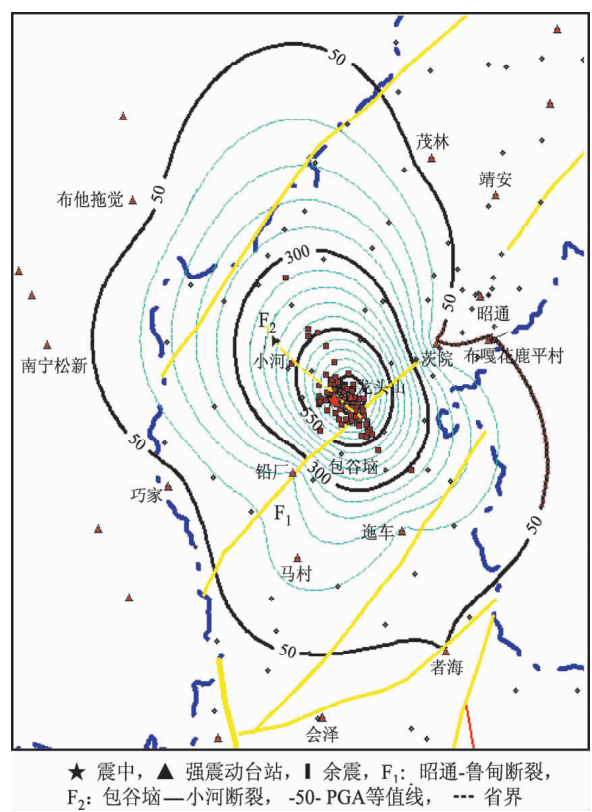 50
茂林
50
布他拖觉
靖安
300
50
昭通
F₂
南宁松新
小河
茨院
布嘎花鹿平村
龙头山
550
50
包谷垴
铅厂
300
巧家
F₁
50
迤车
马村
50
者海
会泽
★ 震中, ▲ 强震动台站, ▌余震, F₁: 昭通-鲁甸断裂,
F₂: 包谷垴—小河断裂, -50- PGA等值线, --- 省界